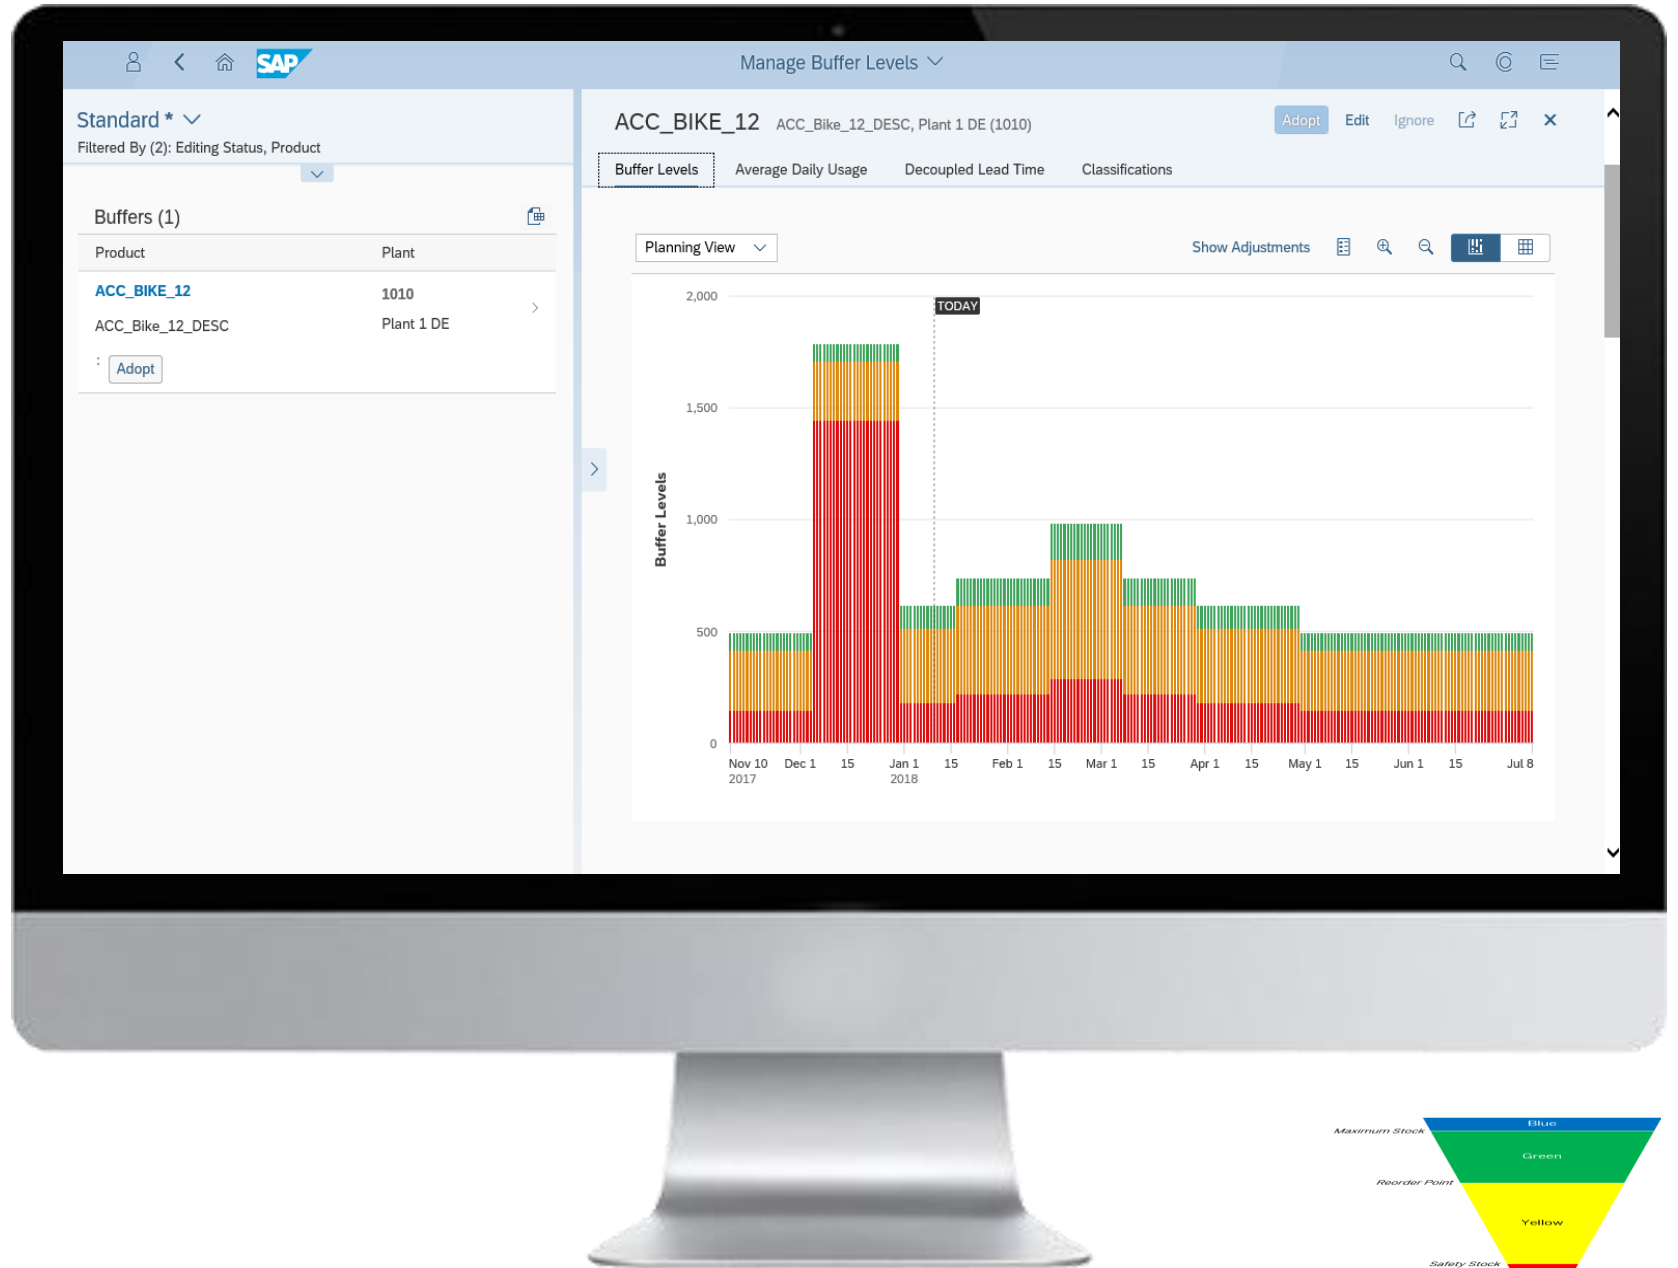 SAP
Manage Buffer Levels
Standard *
Filtered By (2): Editing Status, Product
Buffers (1)
Product Plant
ACC_BIKE_12 1010
ACC_Bike_12_DESC Plant 1 DE
: Adopt
ACC_BIKE_12 ACC_Bike_12_DESC, Plant 1 DE (1010)
Adopt Edit Ignore
Buffer Levels Average Daily Usage Decoupled Lead Time Classifications
Planning View Show Adjustments
Buffer Levels
2,000
1,500
1,000
500
0
TODAY
Nov 10 Dec 1 15 Jan 1 15 Feb 1 15 Mar 1 15 Apr 1 15 May 1 15 Jun 1 15 Jul 8
2017 2018
Blue
Maximum Stock
Green
Reorder Point
Yellow
Safety Stock